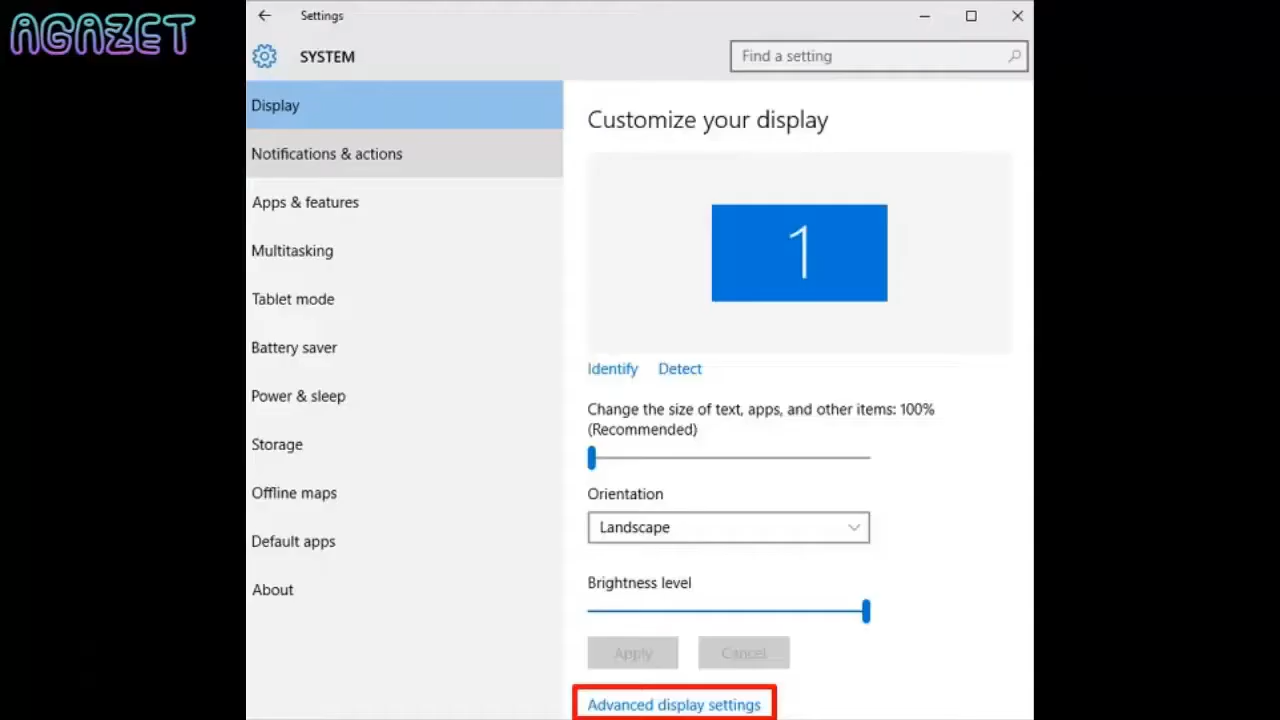 AGAZET
Settings
SYSTEM
Find a setting
Display
Notifications & actions
Apps & features
Multitasking
Tablet mode
Battery saver
Power & sleep
Storage
Offline maps
Default apps
About
Customize your display
1
Identify Detect
Change the size of text, apps, and other items: 100%
(Recommended)
Orientation
Landscape
Brightness level
Apply Cancel
Advanced display settings